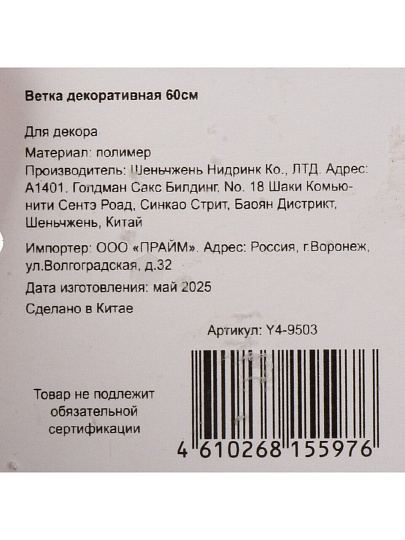 Ветка декоративная 60см
Для декора
Материал: полимер
Производитель: Шеньчжень Нидринк Ко., ЛТД. Адрес:
А1401, Голдман Сакс Билдинг, No. 18 Шаки Комью-
нити Сентэ Роад, Синкао Стрит, Баоян Дистрикт,
Шеньчжень, Китай
Импортер: ООО «ПРАЙМ». Адрес: Россия, г.Воронеж,
ул.Волгоградская, д.32
Дата изготовления: май 2025
Сделано в Китае
Артикул: Y4-9503
Товар не подлежит
обязательной
сертификации
4 610268 155976